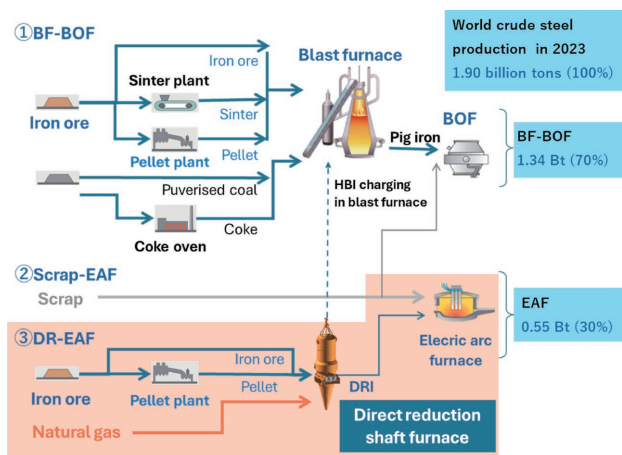 ①BF-BOF
World crude steel
production in 2023
1.90 billion tons (100%)
Iron ore
Blast furnace
Sinter plant
Sinter
Iron ore
Pellet plant
Pellet
Pig iron
BOF
BF-BOF
1.34 Bt (70%)
Puverised coal
HBI charging
in blast furnace
Coke oven
Coke
②Scrap-EAF
Scrap
EAF
0.55 Bt (30%)
③DR-EAF
Elecric arc
furnace
Iron ore
Pellet
DRI
Iron ore
Pellet plant
Natural gas
Direct reduction
shaft furnace